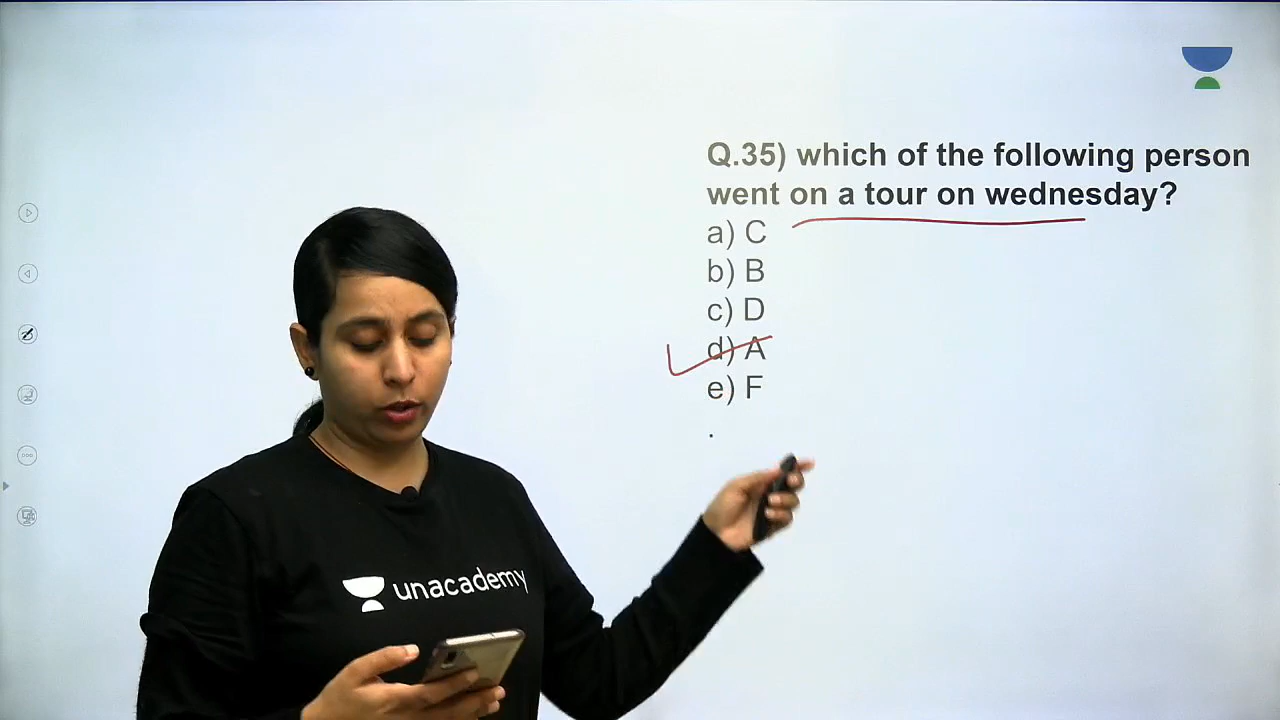 Q.35) which of the following person
went on a tour on wednesday?
a) C
b) B
c) D
d) A
e) F
.
unacademy